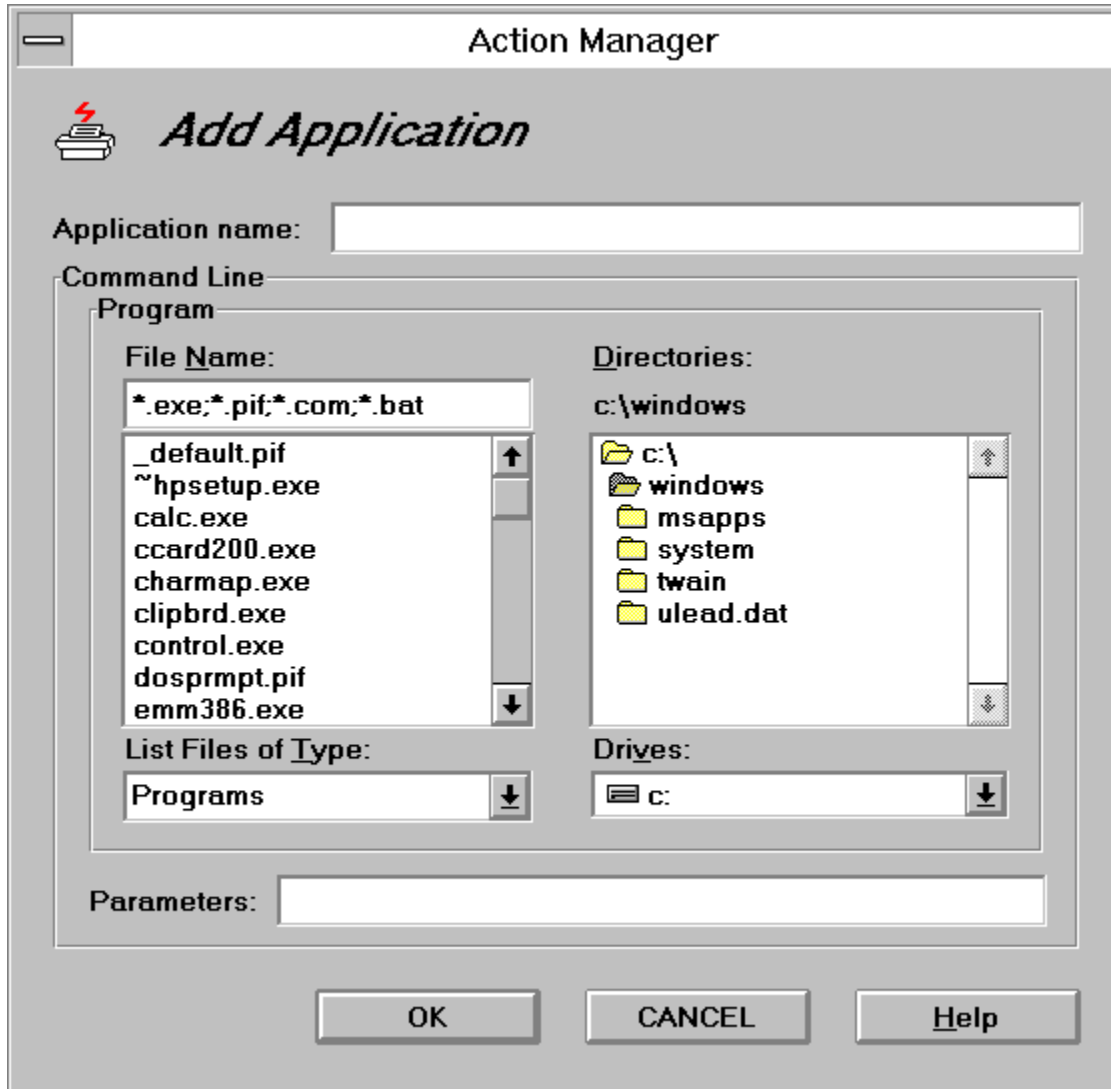 Action Manager
Add Application
Application name:
Command Line
Program
File Name:
*.exe;*.pif;*.com;*.bat
_default.pif
~hpsetup.exe
calc.exe
ccard200.exe
charmap.exe
clipbrd.exe
control.exe
dosprmpt.pif
emm386.exe
List Files of Type:
Programs
Directories:
c:\windows
c:\
windows
msapps
system
twain
ulead.dat
Drives:
c:
Parameters:
OK
CANCEL
Help